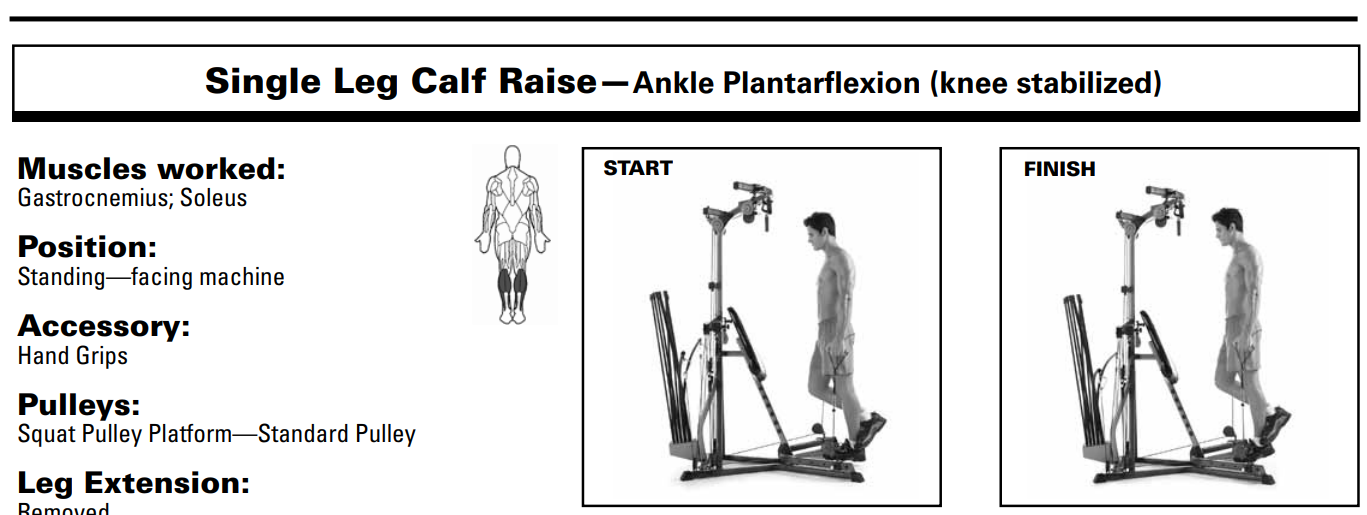 Single Leg Calf Raise—Ankle Plantarflexion (knee stabilized)
Muscles worked:
Gastrocnemius; Soleus
Position:
Standing—facing machine
Accessory:
Hand Grips
Pulleys:
Squat Pulley Platform—Standard Pulley
Leg Extension:
Removed
START
FINISH